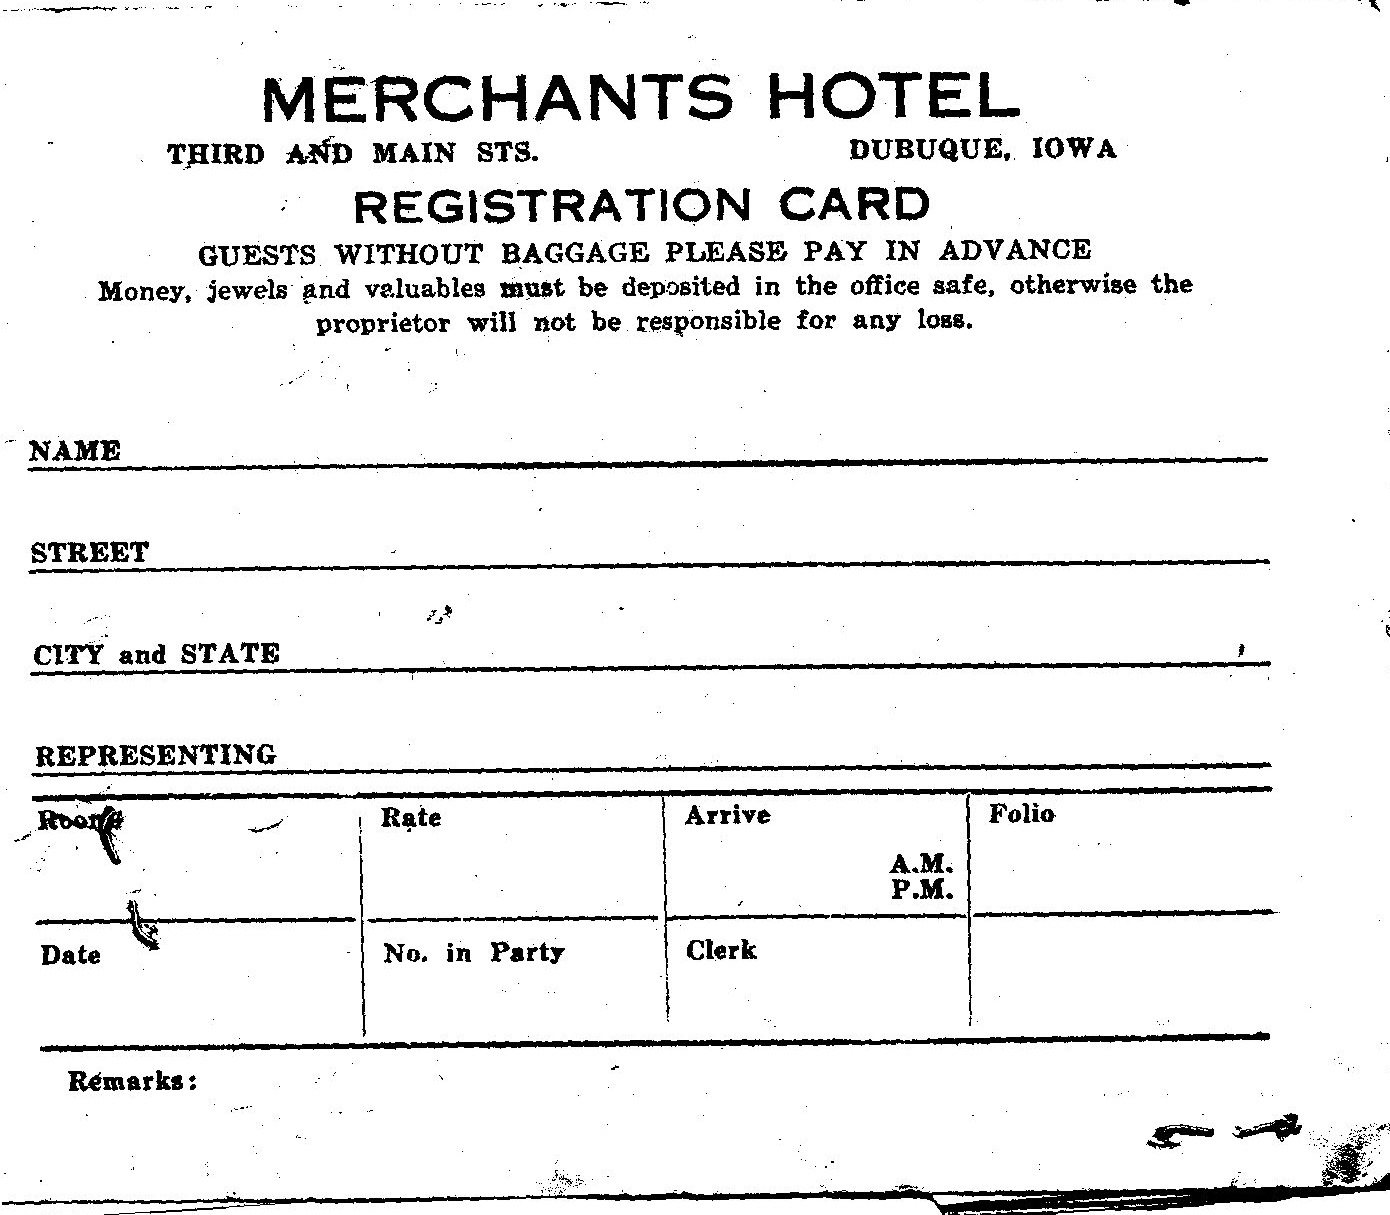 MERCHANTS HOTEL
THIRD AND MAIN STS. DUBUQUE, IOWA
REGISTRATION CARD
GUESTS WITHOUT BAGGAGE PLEASE PAY IN ADVANCE
Money, jewels and valuables must be deposited in the office safe, otherwise the
proprietor will not be responsible for any loss.
NAME
STREET
CITY and STATE
REPRESENTING
Room Rate Arrive Folio
A.M.
P.M.
Date No. in Party Clerk
Remarks: